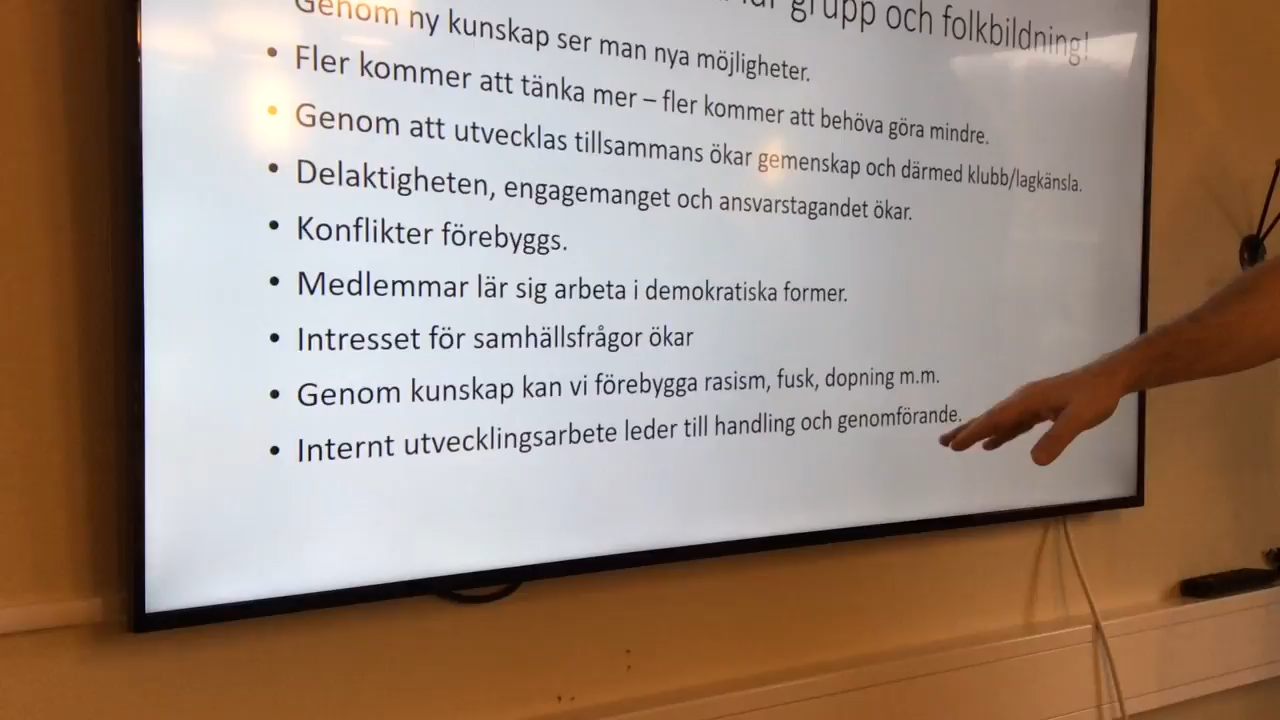 grupp och folkbildning!
Genom ny kunskap ser man nya möjligheter.
• Fler kommer att tänka mer – fler kommer att behöva göra mindre.
• Genom att utvecklas tillsammans ökar gemenskap och därmed klubb/lagkänsla.
• Delaktigheten, engagemanget och ansvarstagandet ökar.
• Konflikter förebyggs.
• Medlemmar lär sig arbeta i demokratiska former.
• Intresset för samhällsfrågor ökar
• Genom kunskap kan vi förebygga rasism, fusk, dopning m.m.
• Internt utvecklingsarbete leder till handling och genomförande.